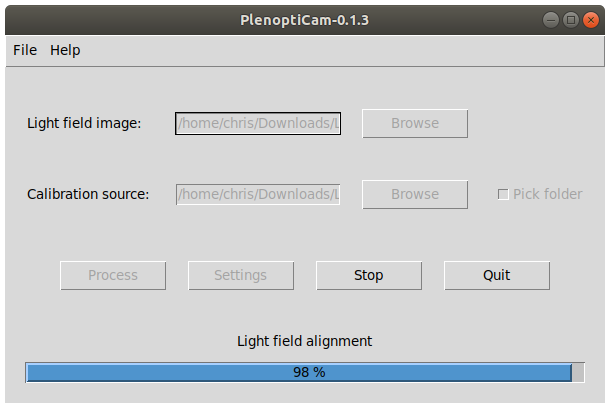 PlenoptiCam-0.1.3
File Help
Light field image: /home/chris/Downloads/L Browse
Calibration source: /home/chris/Downloads/L Browse Pick folder
Process Settings Stop Quit
Light field alignment
98 %